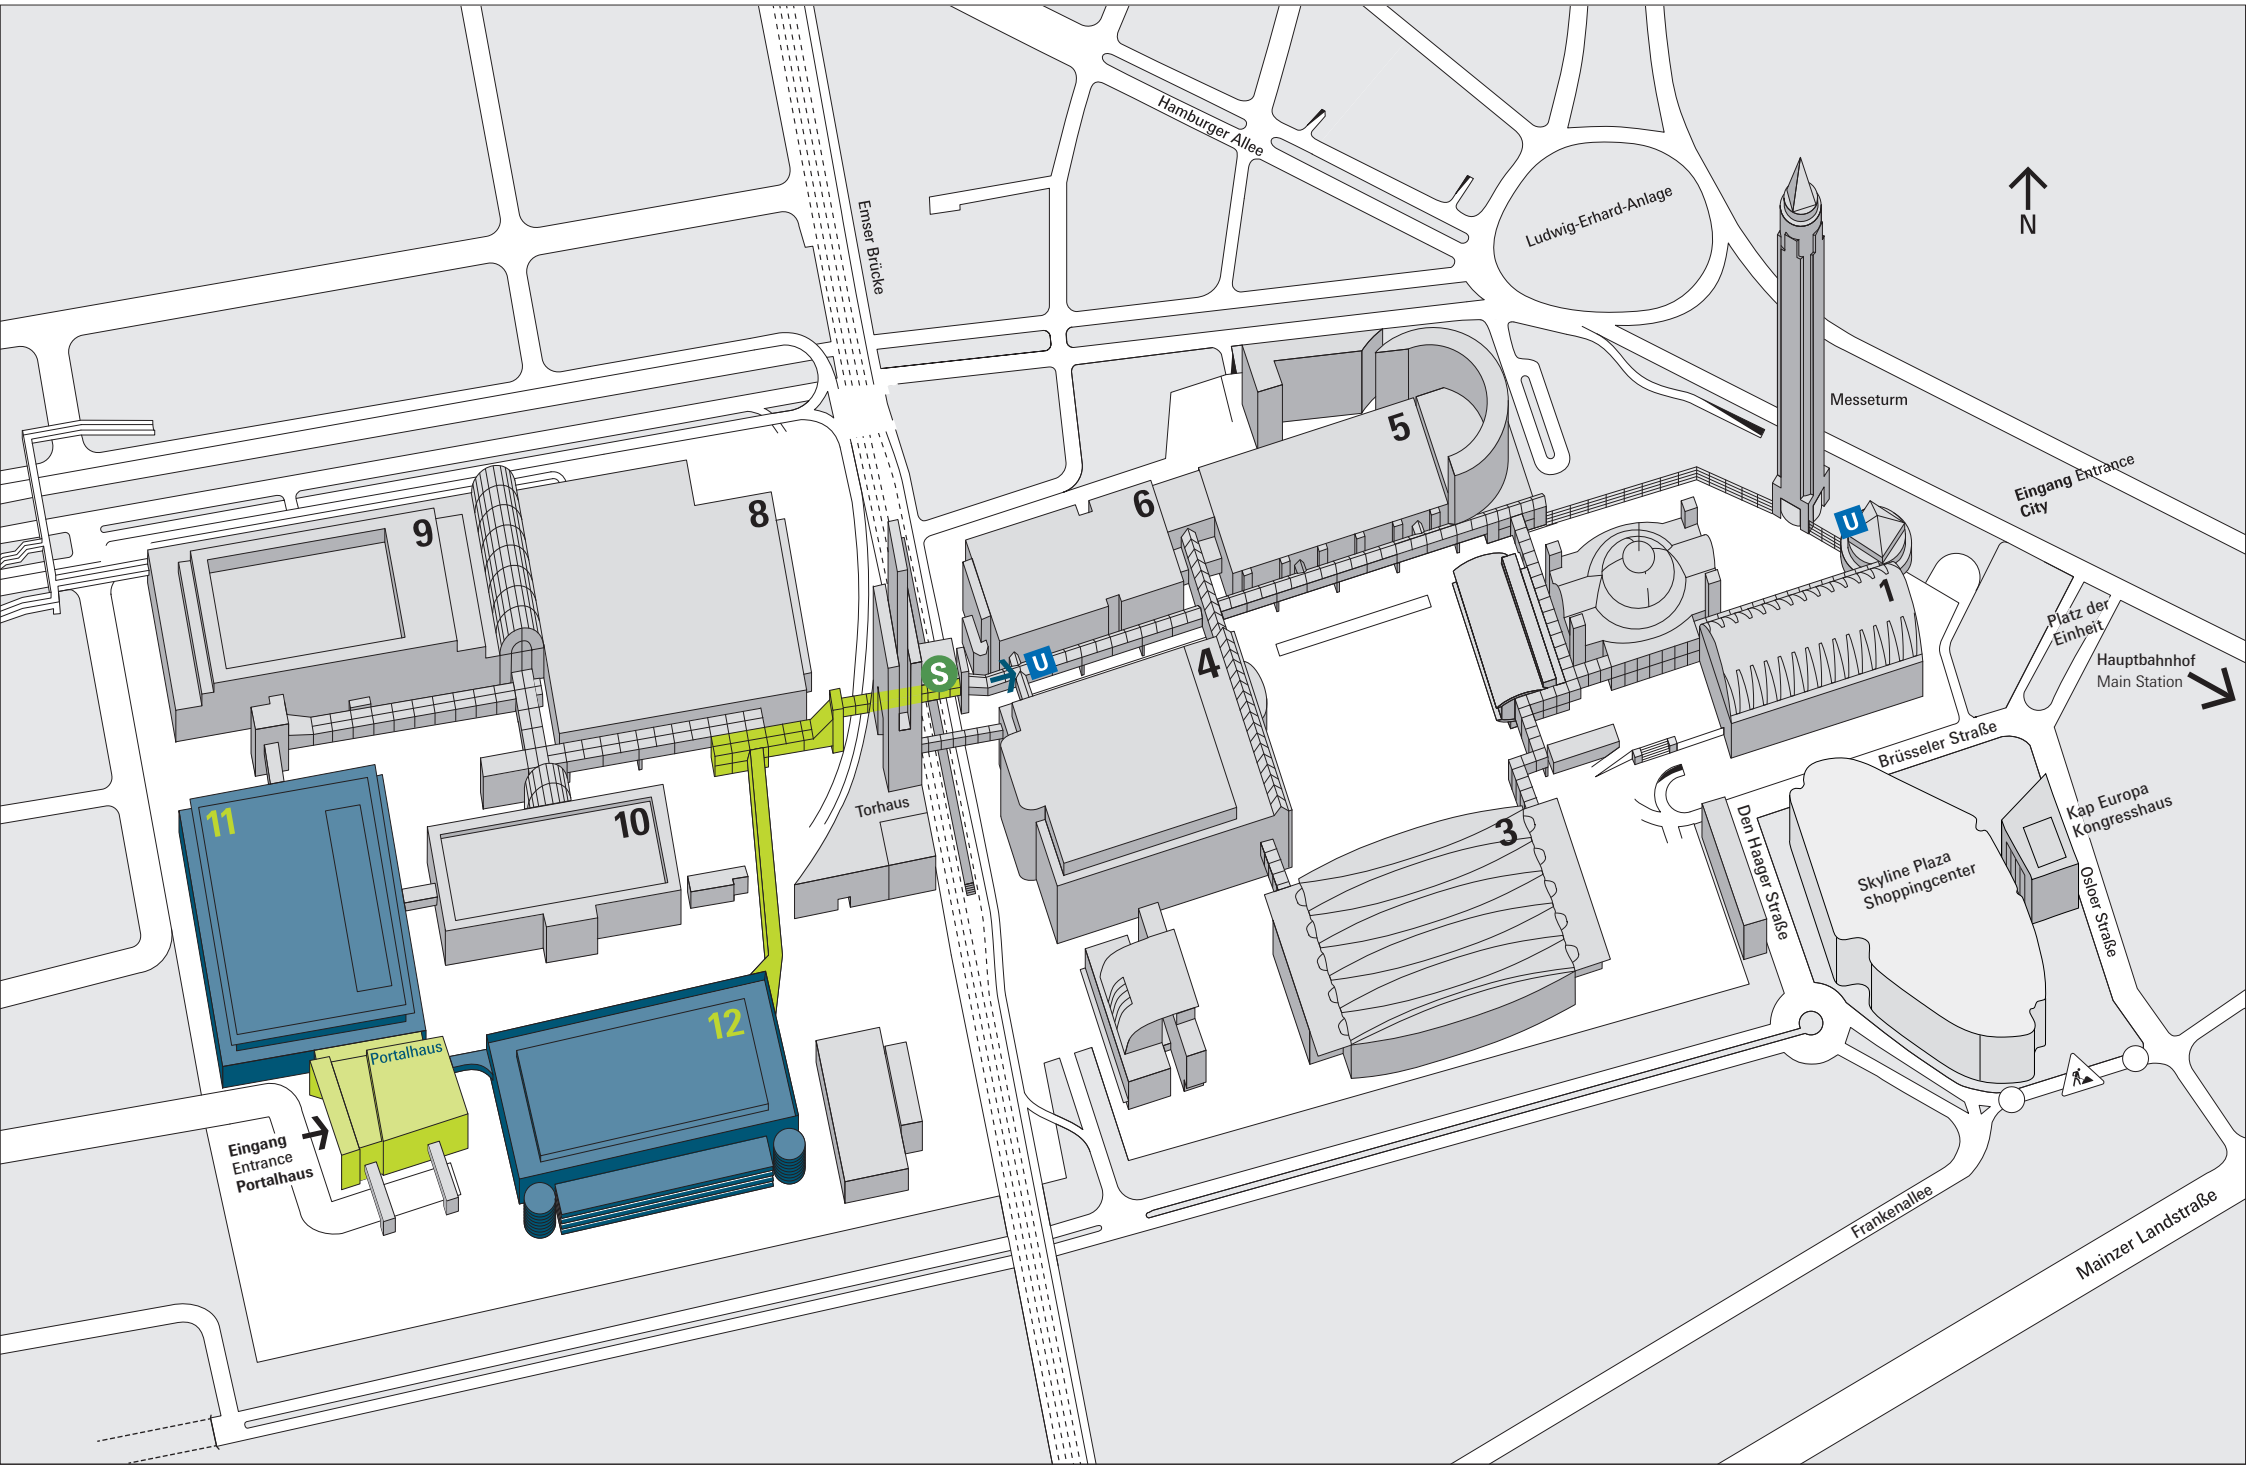 Hamburger Allee
Emser Brücke
Ludwig-Erhard-Anlage
N
Messeturm
5
Eingang Entrance
City
6
8
9
U
1
Platz der
Einheit
Hauptbahnhof
Main Station
S
U
4
Brüsseler Straße
Torhaus
11
10
3
Den Haager Straße
Kap Europa
Kongresshaus
Skyline Plaza
Shoppingcenter
Osloer Straße
12
Portalhaus
Eingang
Entrance
Portalhaus
Frankenallee
Mainzer Landstraße